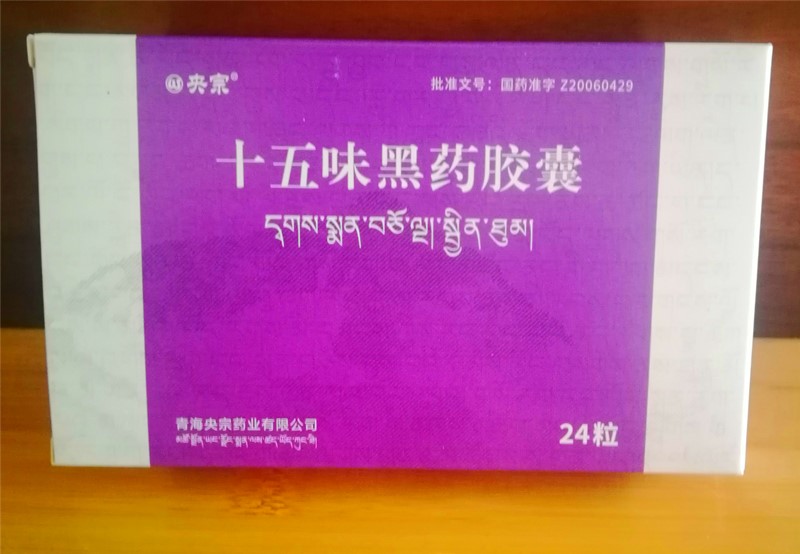 央宗®
批准文号：国药准字 Z20060429
十五味黑药胶囊
དྭགས་སྨན་བཅོ་ལྔ་སྦྱིན་ཐུམ།
青海央宗药业有限公司
24粒